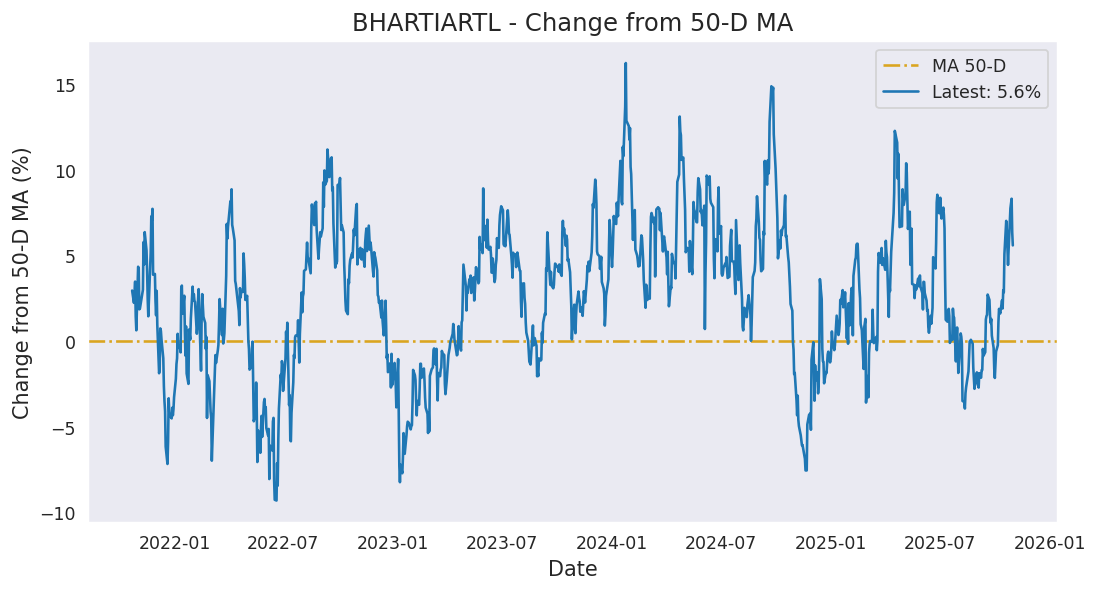 BHARTIARTL - Change from 50-D MA
MA 50-D
Latest: 5.6%
Change from 50-D MA (%)
15
10
5
0
−5
−10
2022-01 2022-07 2023-01 2023-07 2024-01 2024-07 2025-01 2025-07 2026-01
Date